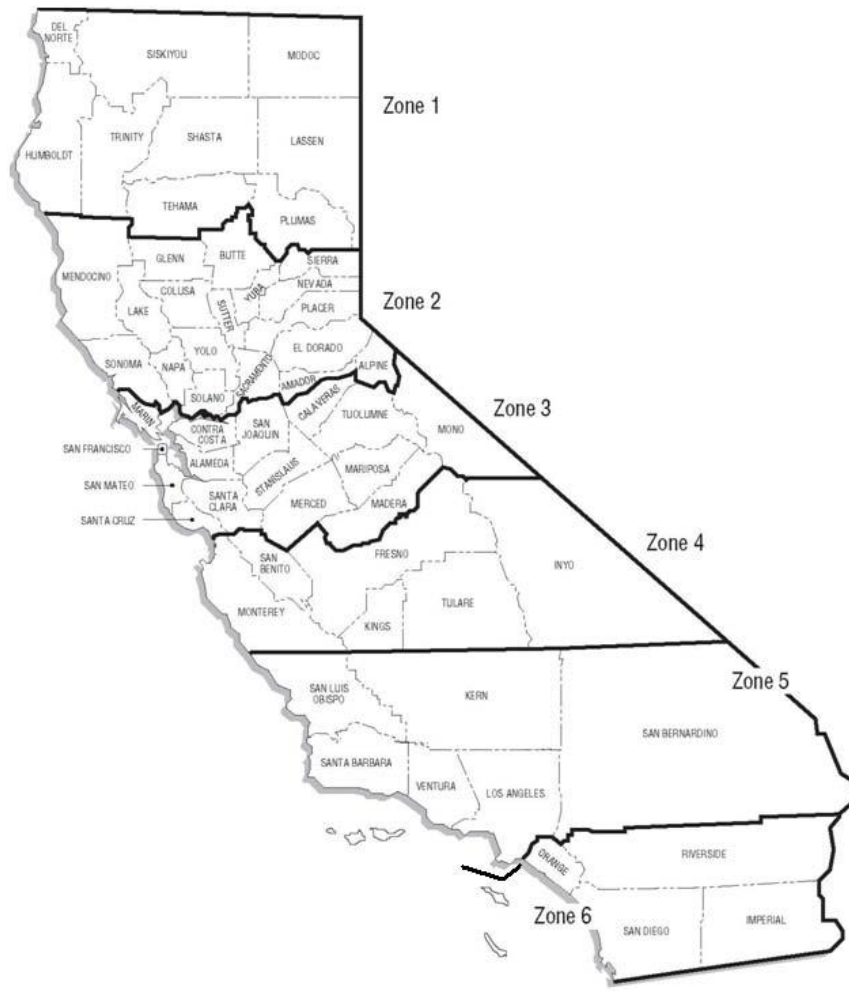 DEL
NORTE
SISKIYOU
MODOC
Zone 1
HUMBOLDT
TRINITY
SHASTA
LASSEN
TEHAMA
PLUMAS
MENDOCINO
GLENN
BUTTE
SIERRA
COLUSA
YUBA
NEVADA
Zone 2
LAKE
SUTTER
PLACER
YOLO
EL DORADO
SONOMA
NAPA
SACRAMENTO
ALPINE
SOLANO
AMADOR
MARIN
CONTRA
COSTA
SAN
JOAQUIN
CALAVERAS
TUOLUMNE
MONO
Zone 3
SAN FRANCISCO
ALAMEDA
STANISLAUS
MARIPOSA
SAN MATEO
SANTA
CLARA
MERCED
MADERA
SANTA CRUZ
Zone 4
FRESNO
SAN
BENITO
INYO
MONTEREY
KINGS
TULARE
Zone 5
SAN LUIS
OBISPO
KERN
SAN BERNARDINO
SANTA BARBARA
VENTURA
LOS ANGELES
ORANGE
RIVERSIDE
Zone 6
SAN DIEGO
IMPERIAL